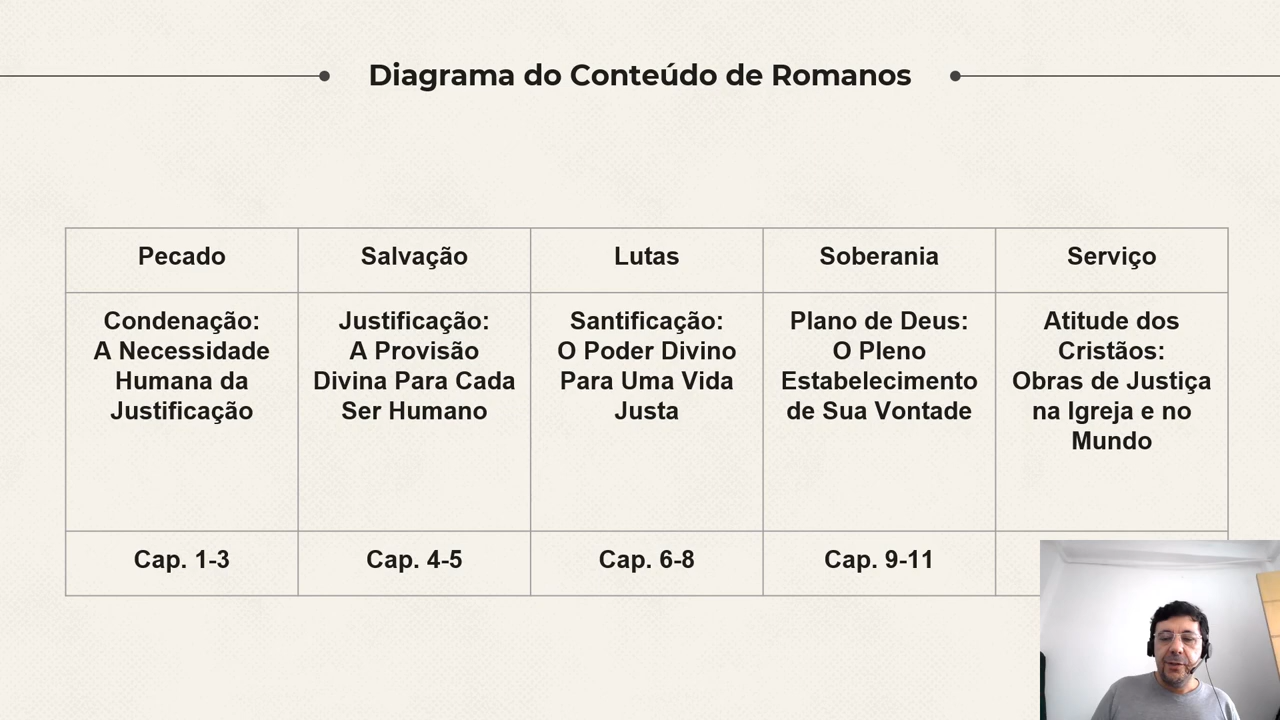 Diagrama do Conteúdo de Romanos
Pecado
Salvação
Lutas
Soberania
Serviço
Condenação:
A Necessidade
Humana da
Justificação
Justificação:
A Provisão
Divina Para Cada
Ser Humano
Santificação:
O Poder Divino
Para Uma Vida
Justa
Plano de Deus:
O Pleno
Estabelecimento
de Sua Vontade
Atitude dos
Cristãos:
Obras de Justiça
na Igreja e no
Mundo
Cap. 1-3
Cap. 4-5
Cap. 6-8
Cap. 9-11